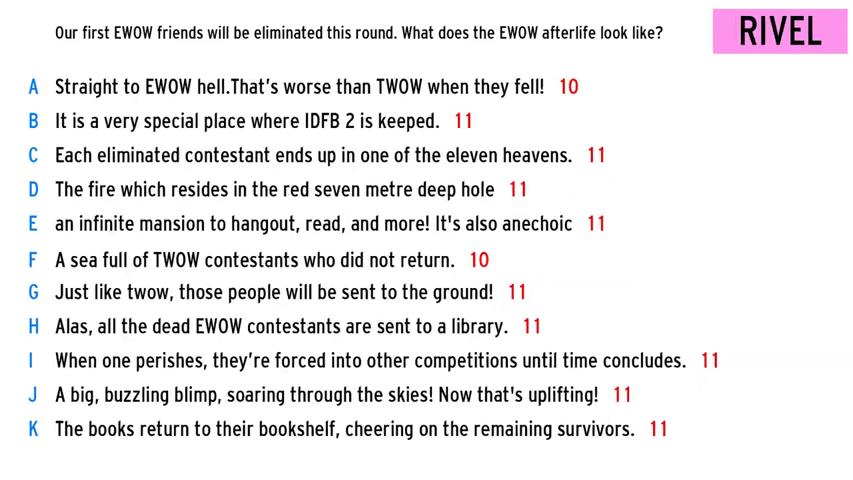 Our first EWOW friends will be eliminated this round. What does the EWOW afterlife look like?
RIVEL
A Straight to EWOW hell.That's worse than TWOW when they fell! 10
B It is a very special place where IDFB 2 is keeped. 11
C Each eliminated contestant ends up in one of the eleven heavens. 11
D The fire which resides in the red seven metre deep hole 11
E an infinite mansion to hangout, read, and more! It's also anechoic 11
F A sea full of TWOW contestants who did not return. 10
G Just like twow, those people will be sent to the ground! 11
H Alas, all the dead EWOW contestants are sent to a library. 11
I When one perishes, they're forced into other competitions until time concludes. 11
J A big, buzzling blimp, soaring through the skies! Now that's uplifting! 11
K The books return to their bookshelf, cheering on the remaining survivors. 11